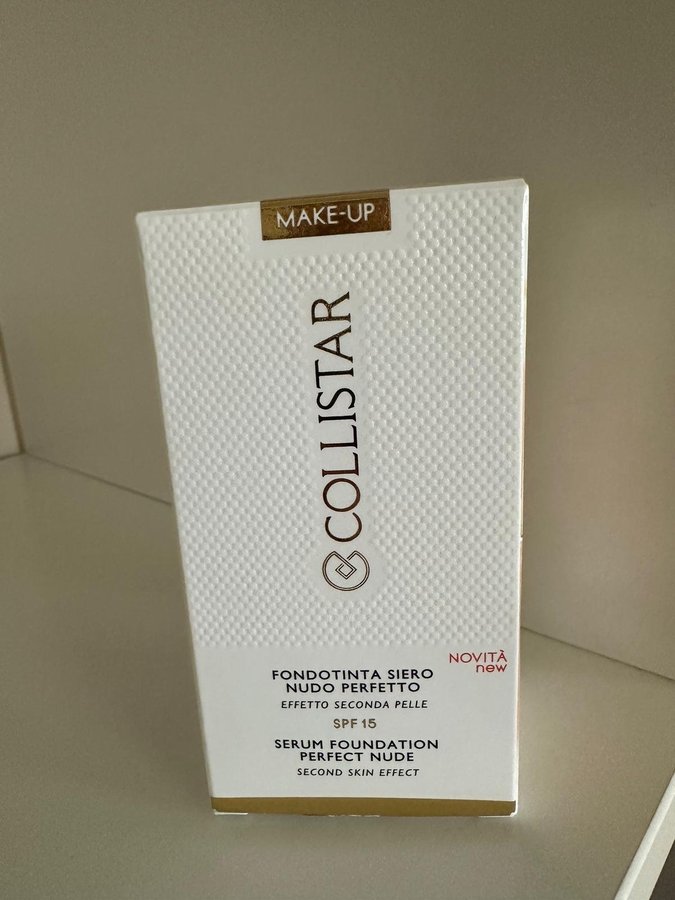 MAKE-UP
COLLISTAR
NOVITÀ
new
FONDOTINTA SIERO
NUDO PERFETTO
EFFETTO SECONDA PELLE
SPF 15
SERUM FOUNDATION
PERFECT NUDE
SECOND SKIN EFFECT